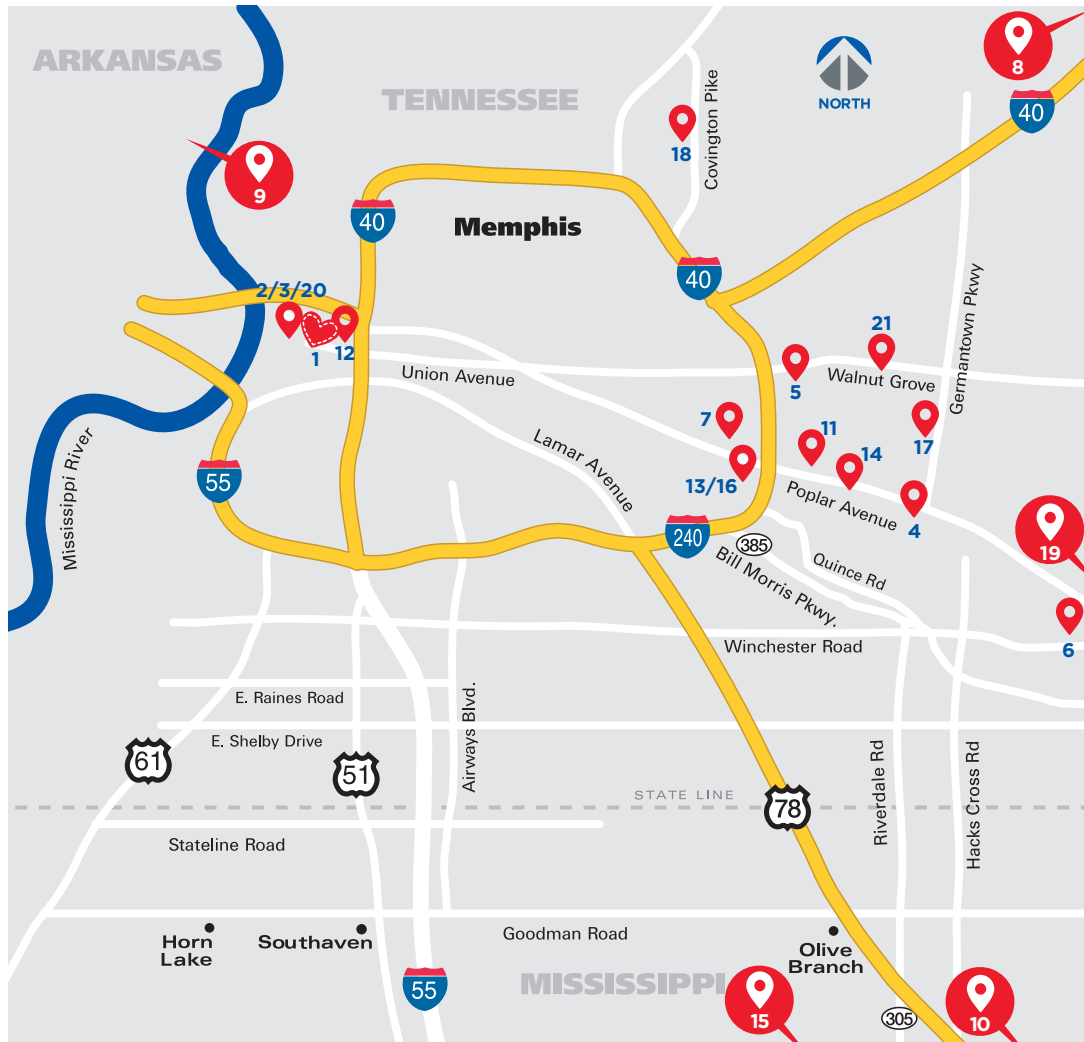 ARKANSAS
TENNESSEE
NORTH
8
40
18
Covington Pike
9
40
Memphis
40
2/3/20
1
12
Union Avenue
21
5
Walnut Grove
Germantown Pkwy
7
11
17
Lamar Avenue
13/16
14
Poplar Avenue
4
Mississippi River
55
240
385
Bill Morris Pkwy.
Quince Rd
19
6
Winchester Road
E. Raines Road
E. Shelby Drive
Airways Blvd.
61
51
STATE LINE
78
Riverdale Rd
Hacks Cross Rd
Stateline Road
Horn
Lake
Southaven
Goodman Road
Olive
Branch
MISSISSIPPI
55
15
305
10